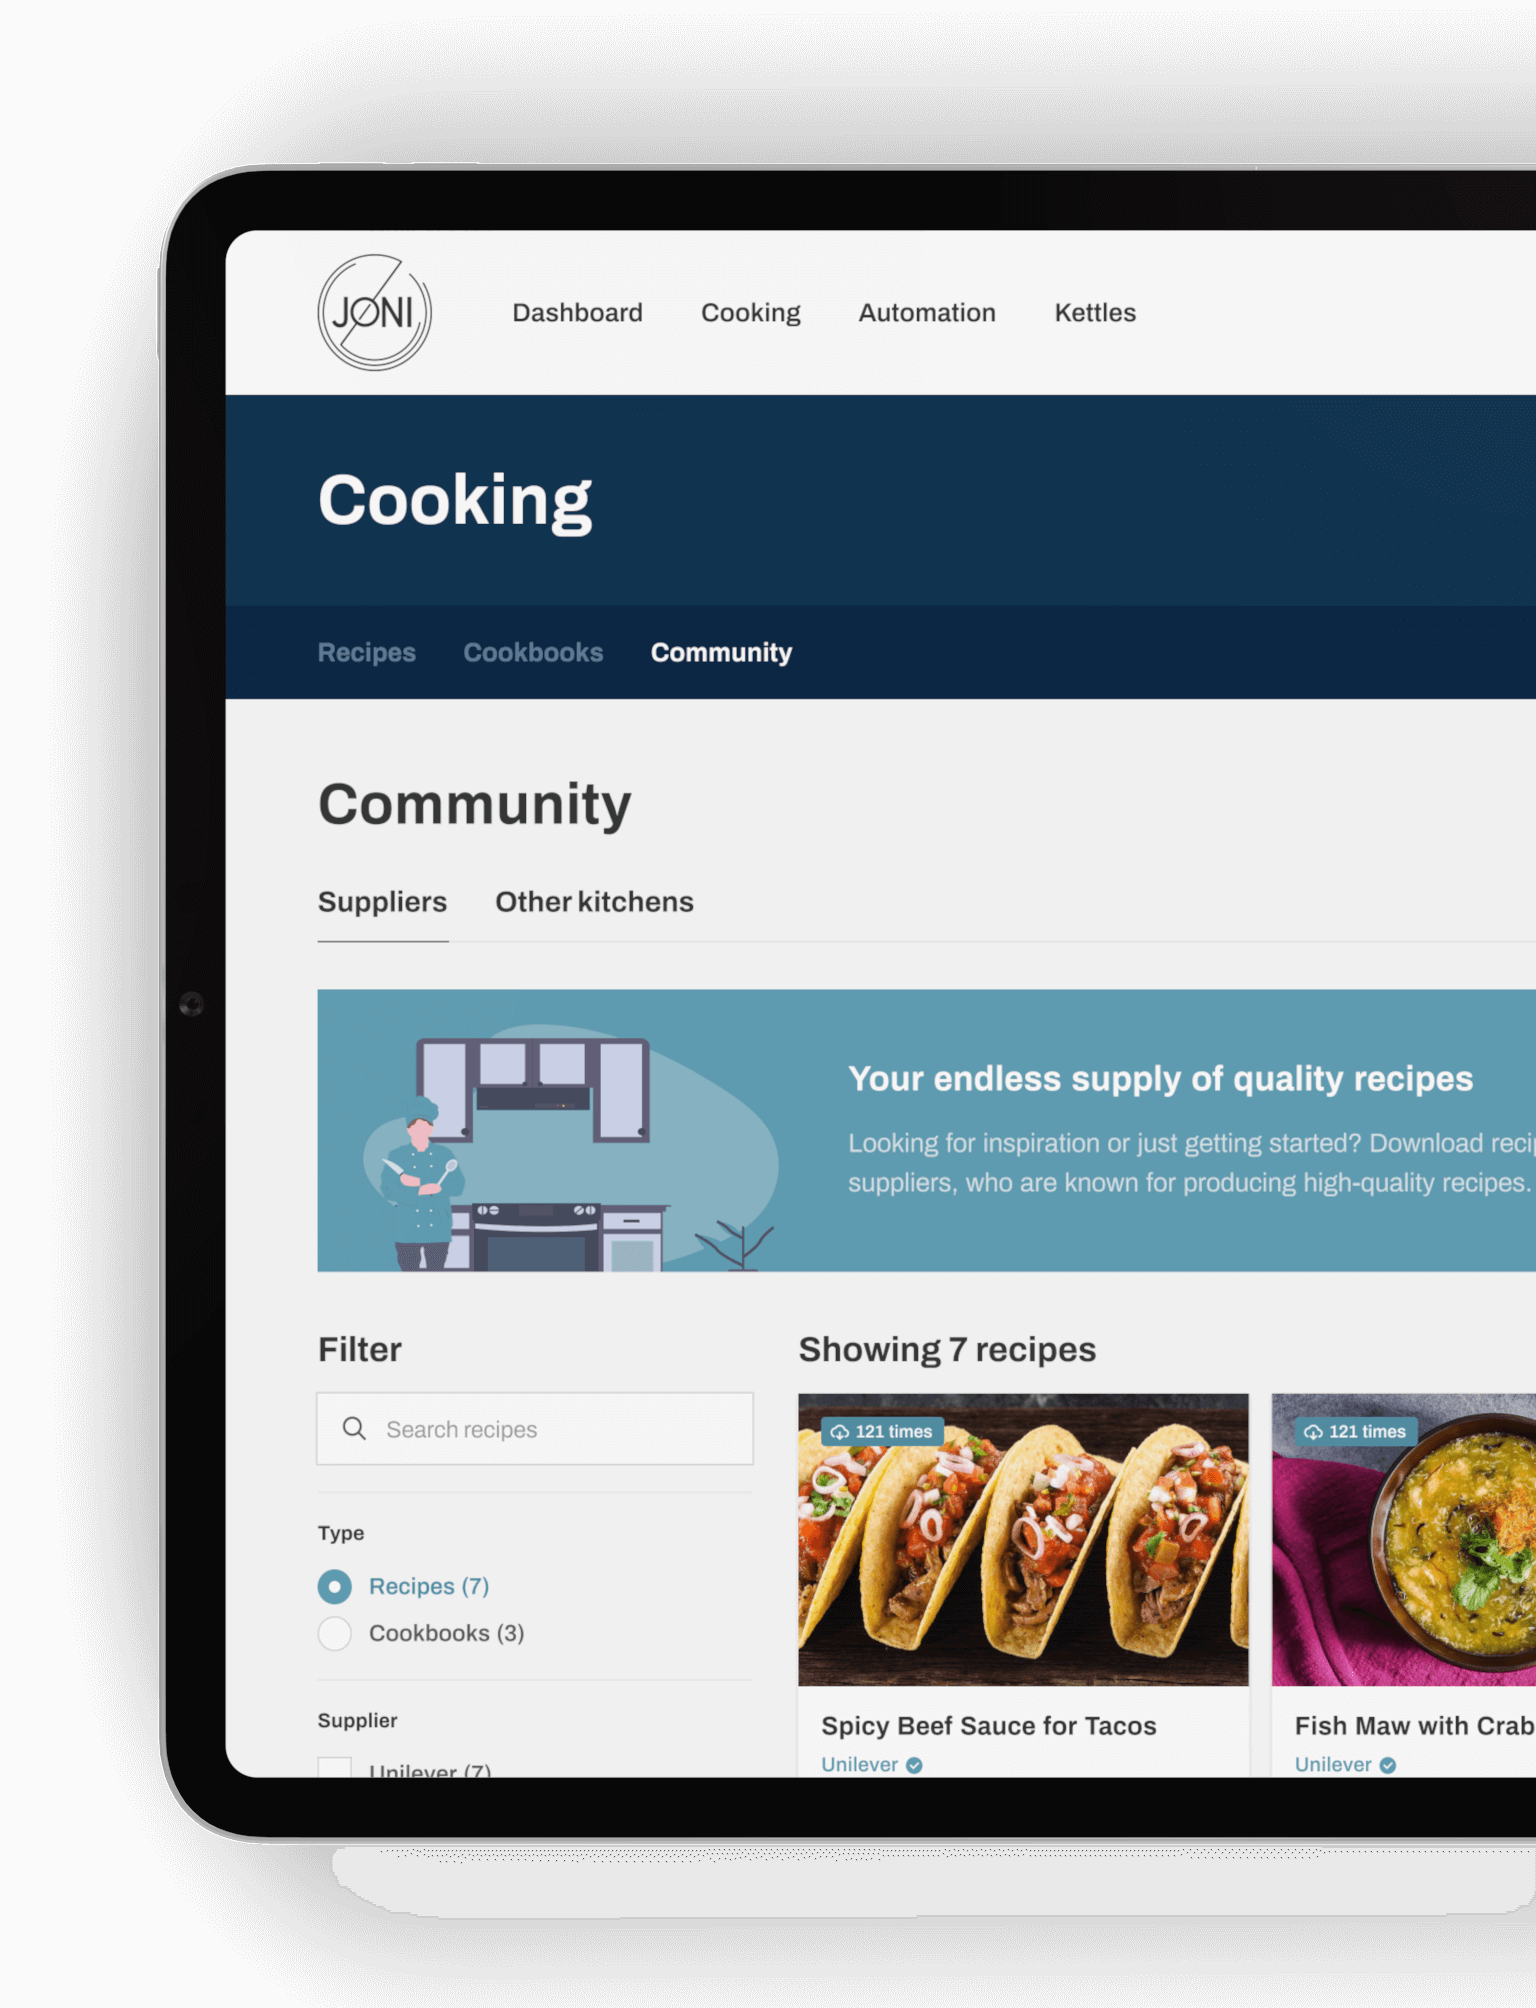 JØNI
Dashboard Cooking Automation Kettles
Cooking
Recipes Cookbooks Community
Community
Suppliers Other kitchens
Your endless supply of quality recipes
Looking for inspiration or just getting started? Download
suppliers, who are known for producing high-quality recipes.
Filter
Showing 7 recipes
Search recipes
121 times
121 times
Type
Recipes (7)
Cookbooks (3)
Supplier
Unilever (7)
Spicy Beef Sauce for Tacos
Unilever
Fish Maw with Crab
Unilever